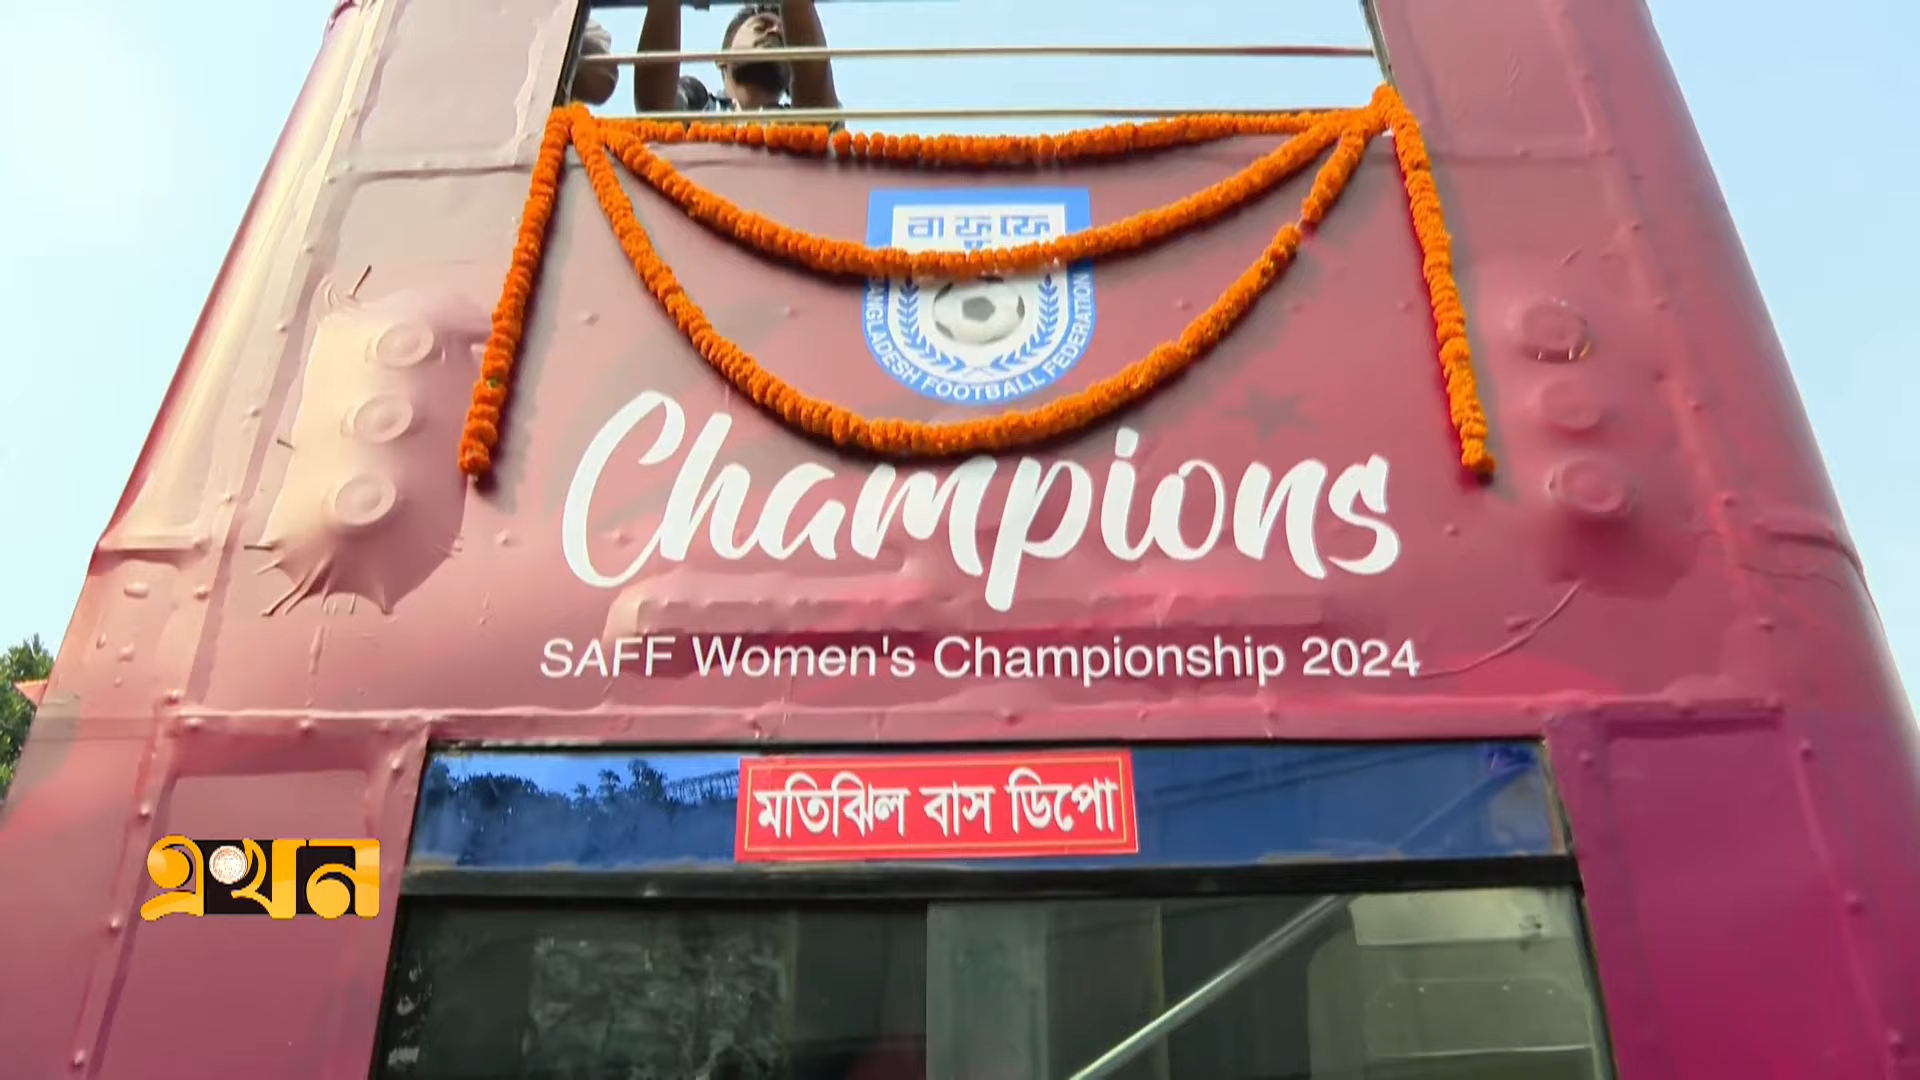 বা ফু ফে
BANGLADESH FOOTBALL FEDERATION
Champions
SAFF Women's Championship 2024
মতিঝিল বাস ডিপো
এখন